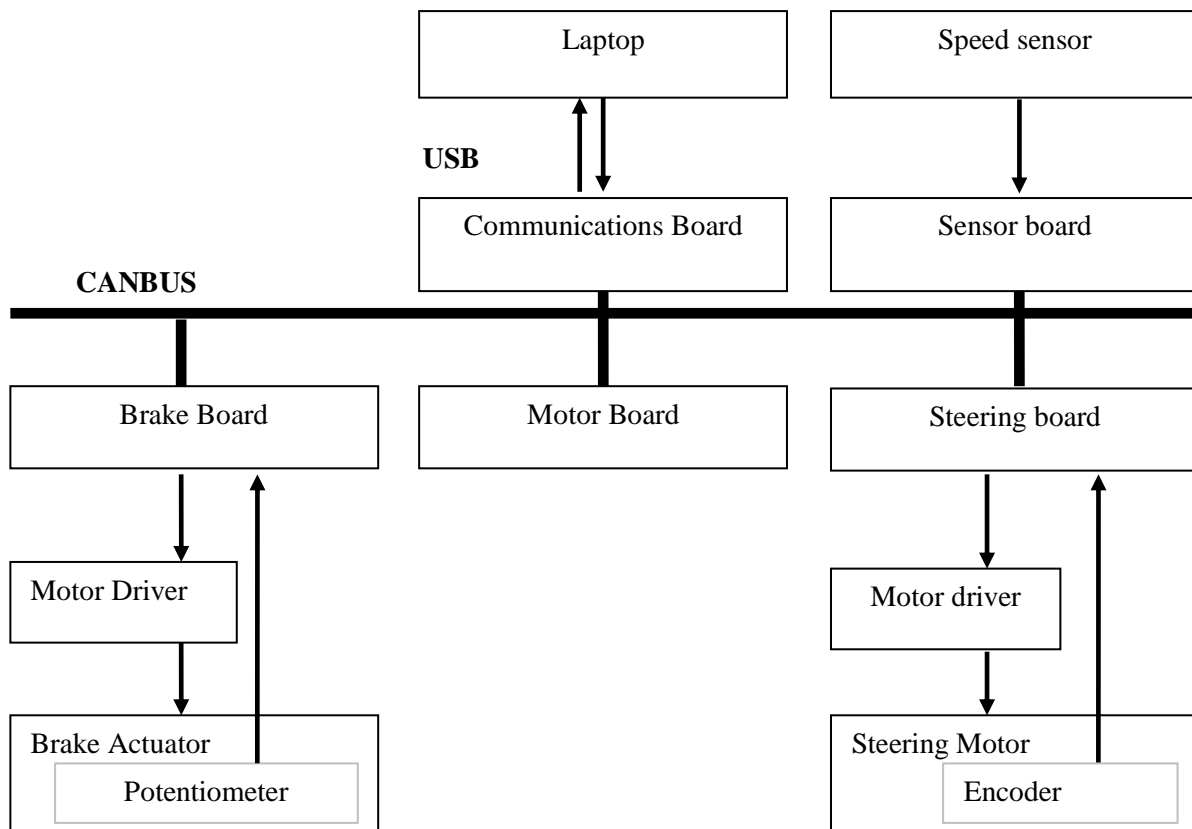 Laptop
Speed sensor
USB
Communications Board
Sensor board
CANBUS
Brake Board
Motor Board
Steering board
Motor Driver
Motor driver
Brake Actuator
Steering Motor
Potentiometer
Encoder